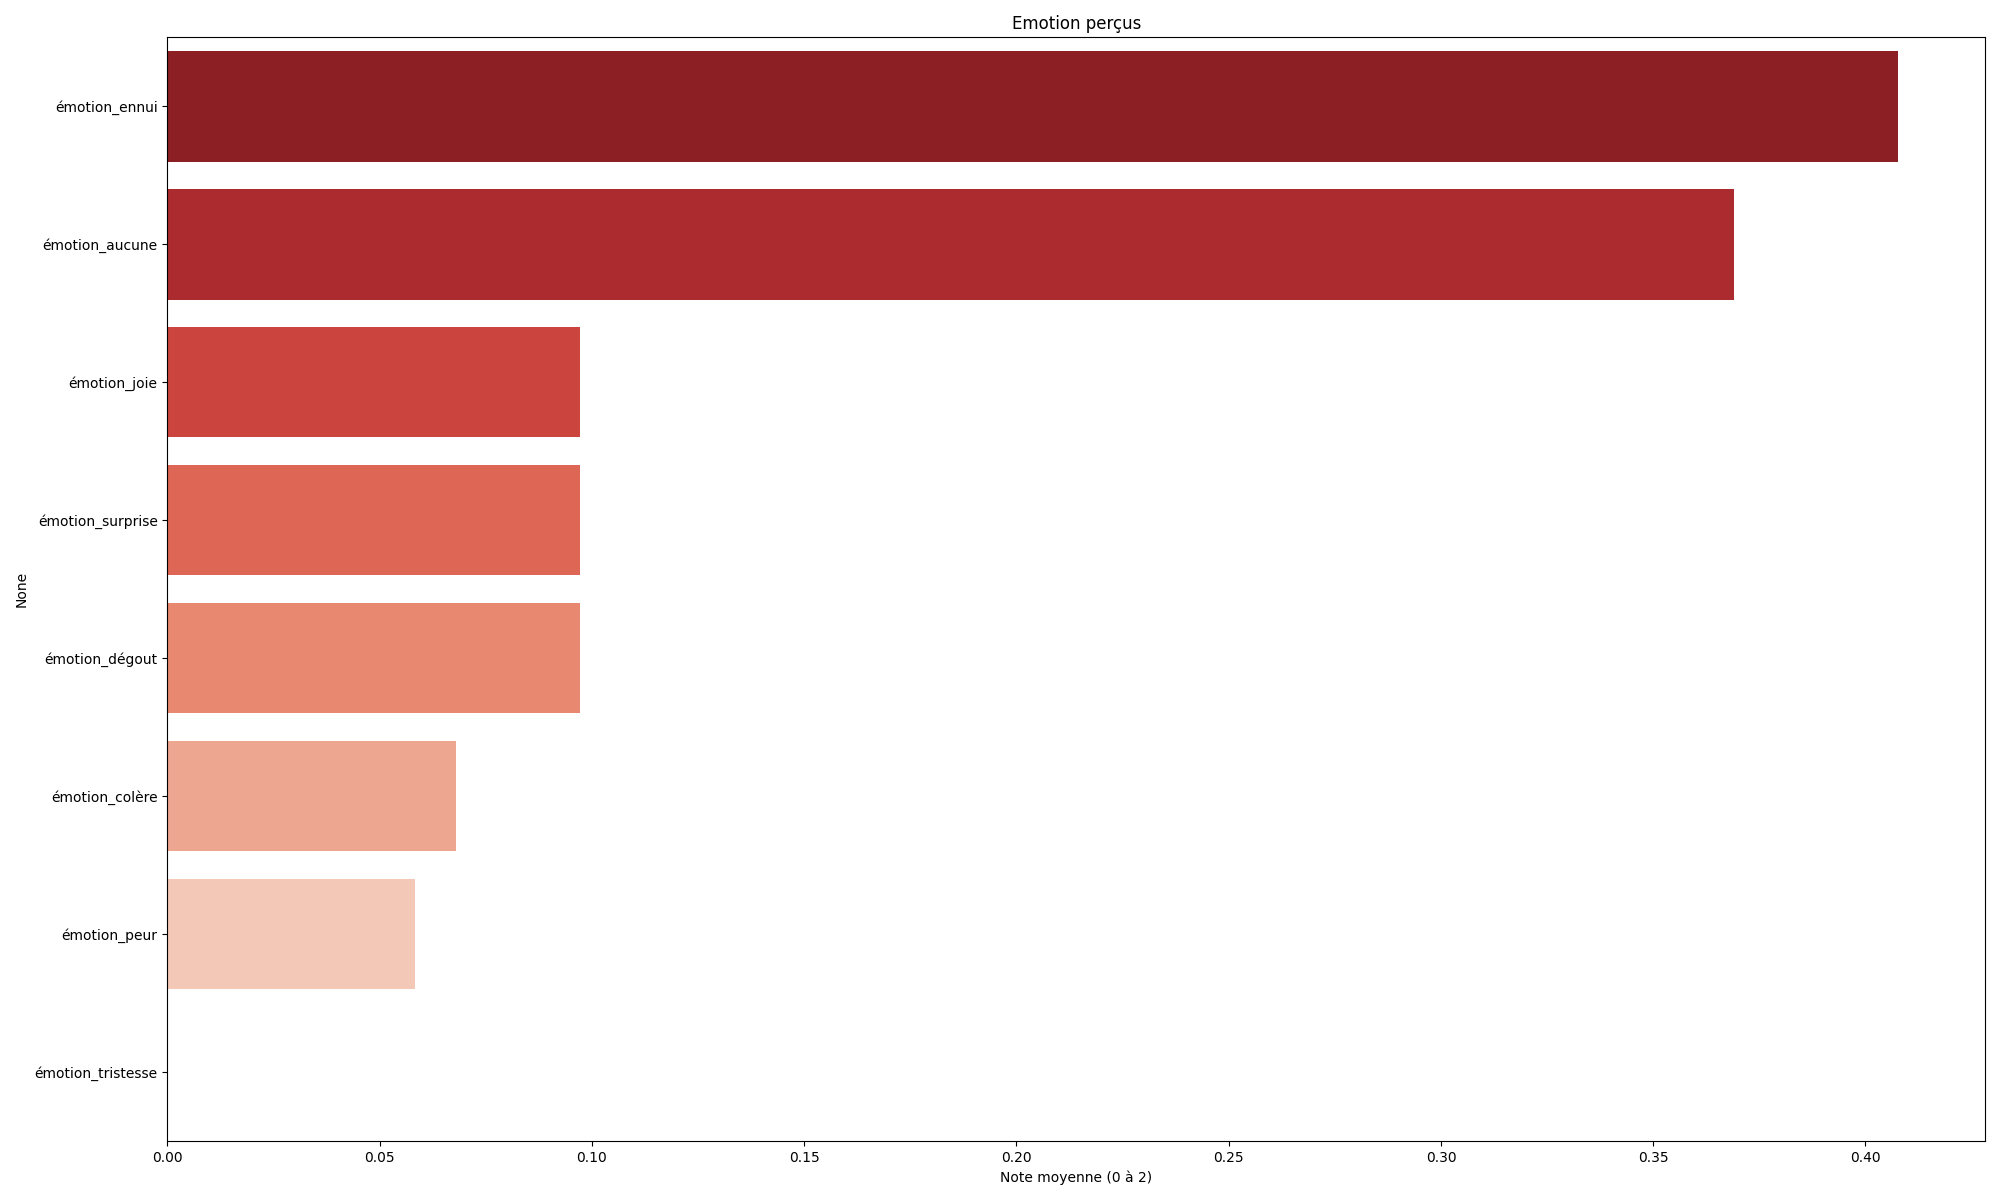 Emotion perçus
émotion_ennui
émotion_aucune
émotion_joie
émotion_surprise
émotion_dégout
émotion_colère
émotion_peur
émotion_tristesse
None
0.00 0.05 0.10 0.15 0.20 0.25 0.30 0.35 0.40
Note moyenne (0 à 2)